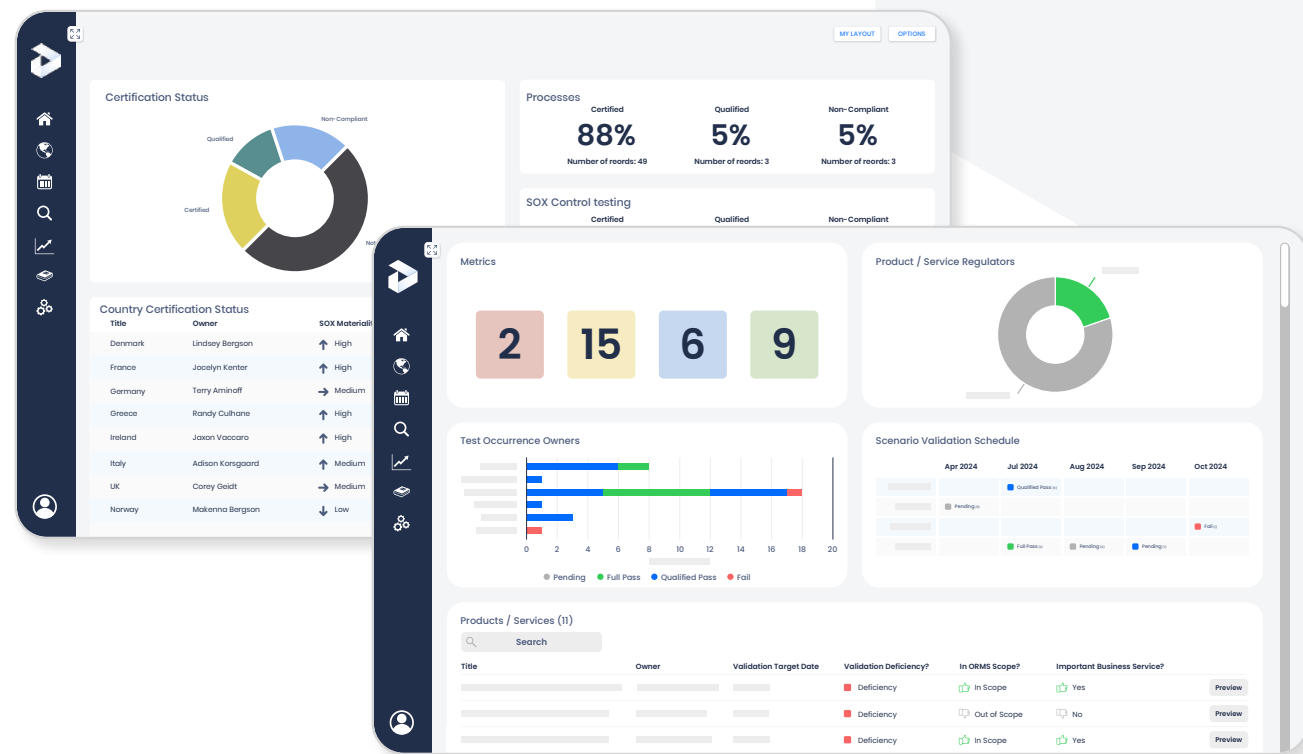 MY LAYOUT
OPTIONS
Certification Status
Non-Compliant
Qualified
Certified
Processes
Certified Qualified Non-Compliant
88% 5% 5%
Number of reords: 49 Number of reords: 3 Number of reords: 3
SOX Control testing
Certified Qualified Non-Compliant
Country Certification Status
Title Owner SOX Materiali
Denmark Lindsey Bergson High
France Jocelyn Kenter High
Germany Terry Aminoff Medium
Greece Randy Culhane High
Ireland Jaxon Vaccaro High
Italy Adison Korsgaard Medium
UK Corey Geidt Medium
Norway Makenna Bergson Low
Metrics
2 15 6 9
Product / Service Regulators
Test Occurrence Owners
0 2 4 6 8 10 12 14 16 18 20
Pending Full Pass Qualified Pass Fail
Scenario Validation Schedule
Apr 2024 Jul 2024 Aug 2024 Sep 2024 Oct 2024
Qualified Pass
Pending
Fail
Full Pass Pending Pending
Products / Services (11)
Search
Title Owner Validation Target Date Validation Deficiency? In ORMS Scope? Important Business Service?
Deficiency In Scope Yes Preview
Deficiency Out of Scope No Preview
Deficiency In Scope Yes Preview